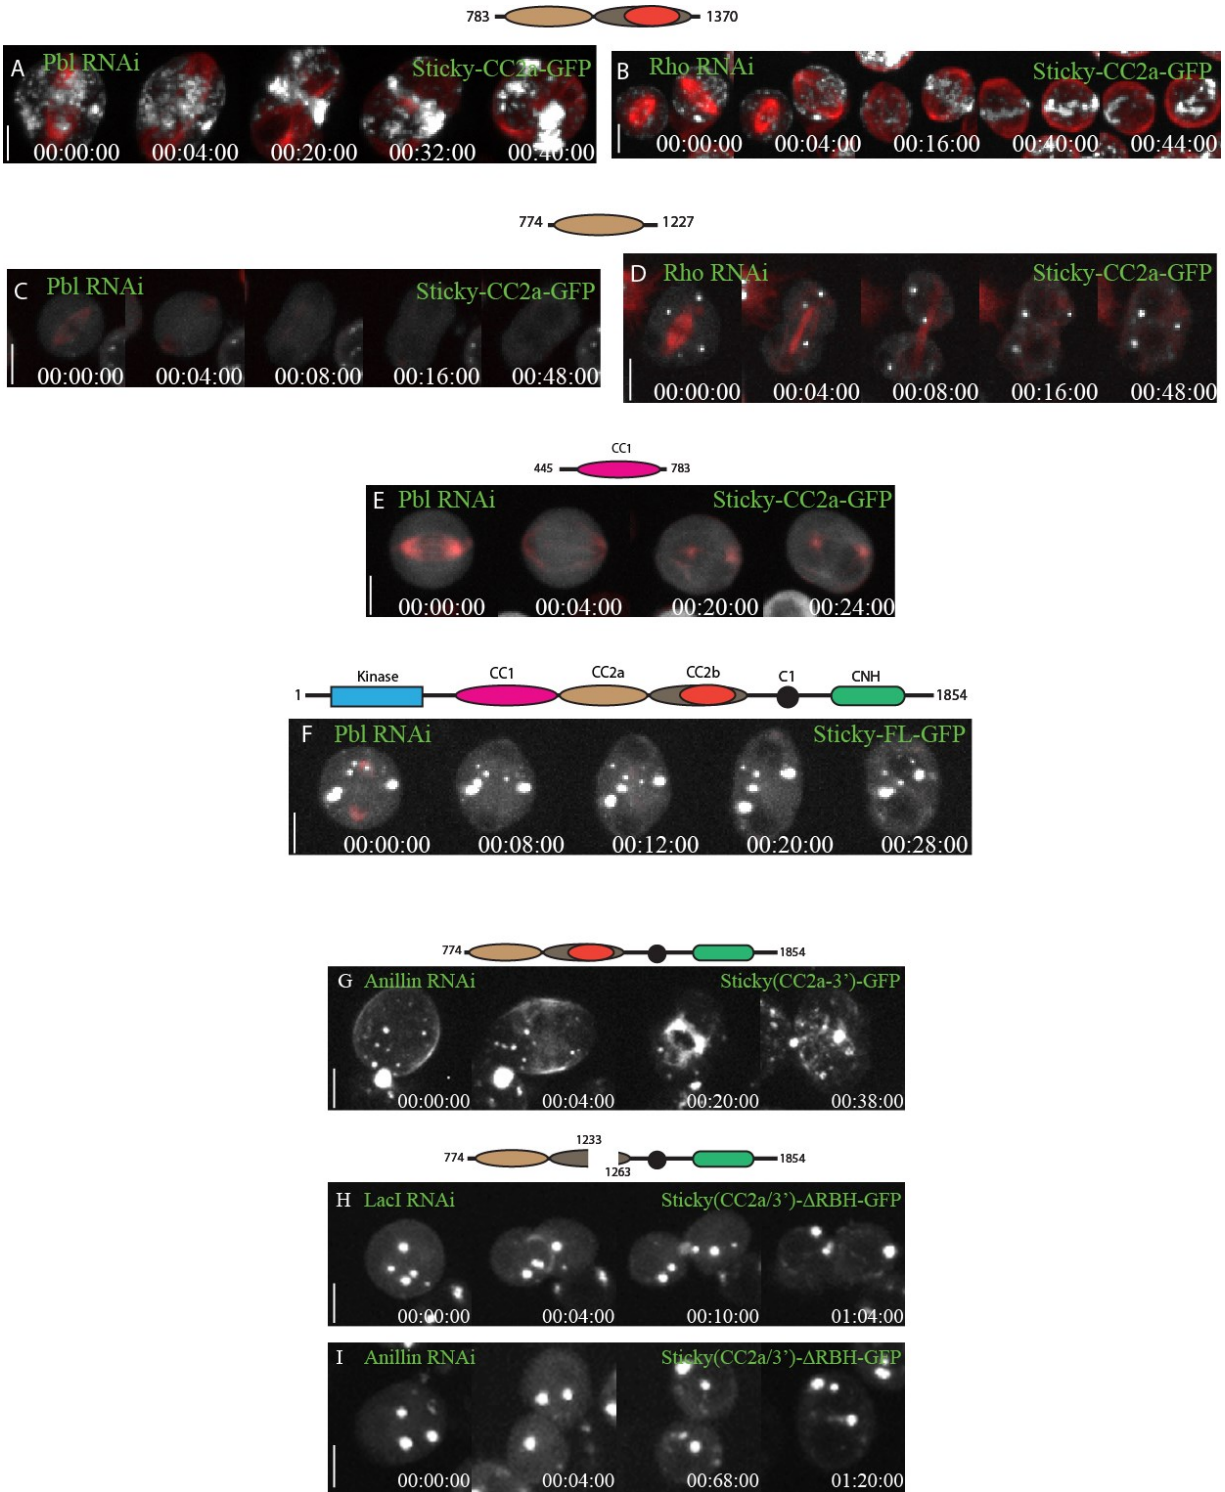 783 1370
A Pbl RNAi Sticky-CC2a-GFP
00:00:00 00:04:00 00:20:00 00:32:00 00:40:00
B Rho RNAi Sticky-CC2a-GFP
00:00:00 00:04:00 00:16:00 00:40:00 00:44:00
774 1227
C Pbl RNAi Sticky-CC2a-GFP
00:00:00 00:04:00 00:08:00 00:16:00 00:48:00
D Rho RNAi Sticky-CC2a-GFP
00:00:00 00:04:00 00:08:00 00:16:00 00:48:00
CC1
445 783
E Pbl RNAi Sticky-CC2a-GFP
00:00:00 00:04:00 00:20:00 00:24:00
Kinase CC1 CC2a CC2b C1 CNH
1 1854
F Pbl RNAi Sticky-FL-GFP
00:00:00 00:08:00 00:12:00 00:20:00 00:28:00
774 1854
G Anillin RNAi Sticky(CC2a-3’)-GFP
00:00:00 00:04:00 00:20:00 00:38:00
1233
774 1854
1263
H LacI RNAi Sticky(CC2a/3’)-ΔRBH-GFP
00:00:00 00:04:00 00:10:00 01:04:00
I Anillin RNAi Sticky(CC2a/3’)-ΔRBH-GFP
00:00:00 00:04:00 00:68:00 01:20:00